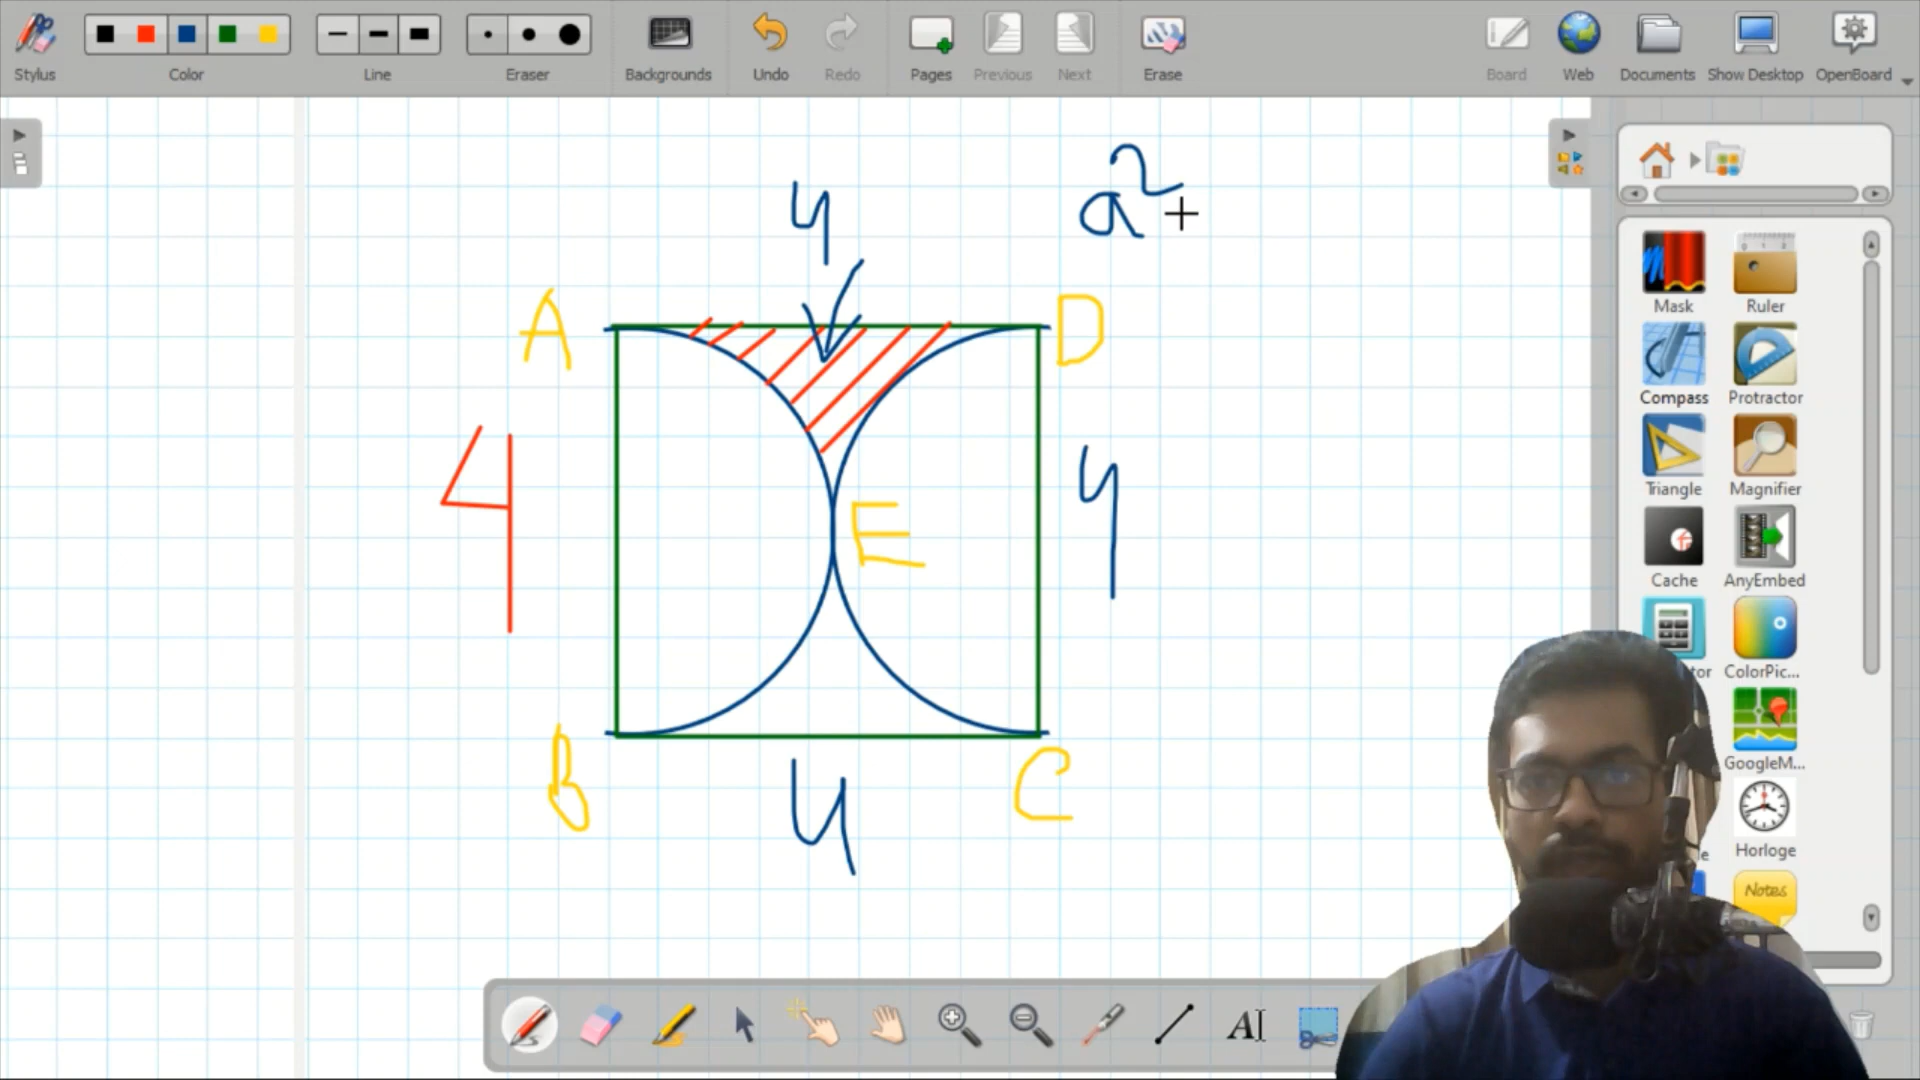 Stylus Color Line Eraser Backgrounds Undo Redo Pages Previous Next Erase Board Web Documents Show Desktop OpenBoard
4
a²
A D
4 4
E
B C
4
Mask Ruler
Compass Protractor
Triangle Magnifier
Cache AnyEmbed
tor ColorPic...
GoogleM...
Horloge
Notes